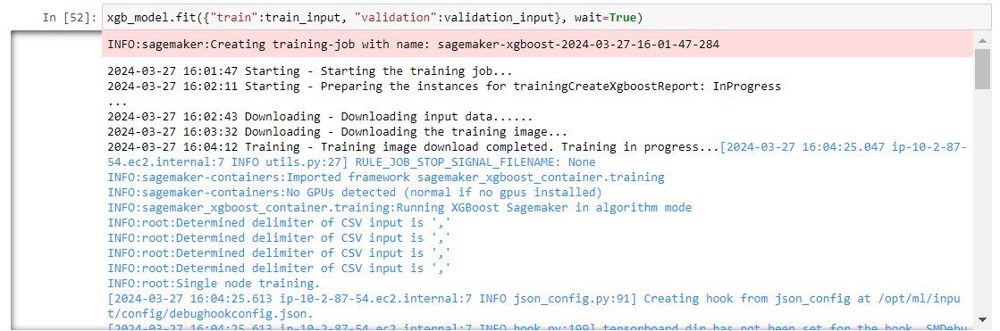 In [52]: xgb_model.fit({"train":train_input, "validation":validation_input}, wait=True)
INFO:sagemaker:Creating training-job with name: sagemaker-xgboost-2024-03-27-16-01-47-284
2024-03-27 16:01:47 Starting - Starting the training job...
2024-03-27 16:02:11 Starting - Preparing the instances for trainingCreateXgboostReport: InProgress
...
2024-03-27 16:02:43 Downloading - Downloading input data......
2024-03-27 16:03:32 Downloading - Downloading the training image...
2024-03-27 16:04:12 Training - Training image download completed. Training in progress...[2024-03-27 16:04:25.047 ip-10-2-87-
54.ec2.internal:7 INFO utils.py:27] RULE_JOB_STOP_SIGNAL_FILENAME: None
INFO:sagemaker-containers:Imported framework sagemaker_xgboost_container.training
INFO:sagemaker-containers:No GPUs detected (normal if no gpus installed)
INFO:sagemaker_xgboost_container.training:Running XGBoost Sagemaker in algorithm mode
INFO:root:Determined delimiter of CSV input is ','
INFO:root:Determined delimiter of CSV input is ','
INFO:root:Determined delimiter of CSV input is ','
INFO:root:Determined delimiter of CSV input is ','
INFO:root:Single node training.
[2024-03-27 16:04:25.613 ip-10-2-87-54.ec2.internal:7 INFO json_config.py:91] Creating hook from json_config at /opt/ml/inpu
t/config/debughookconfig.json.
[2024-03-27 16:04:25.613 ip-10-2-87-54.ec2.internal:7 INFO hook.py:199] tensorboard_dir has not been set for the hook. SMDebu